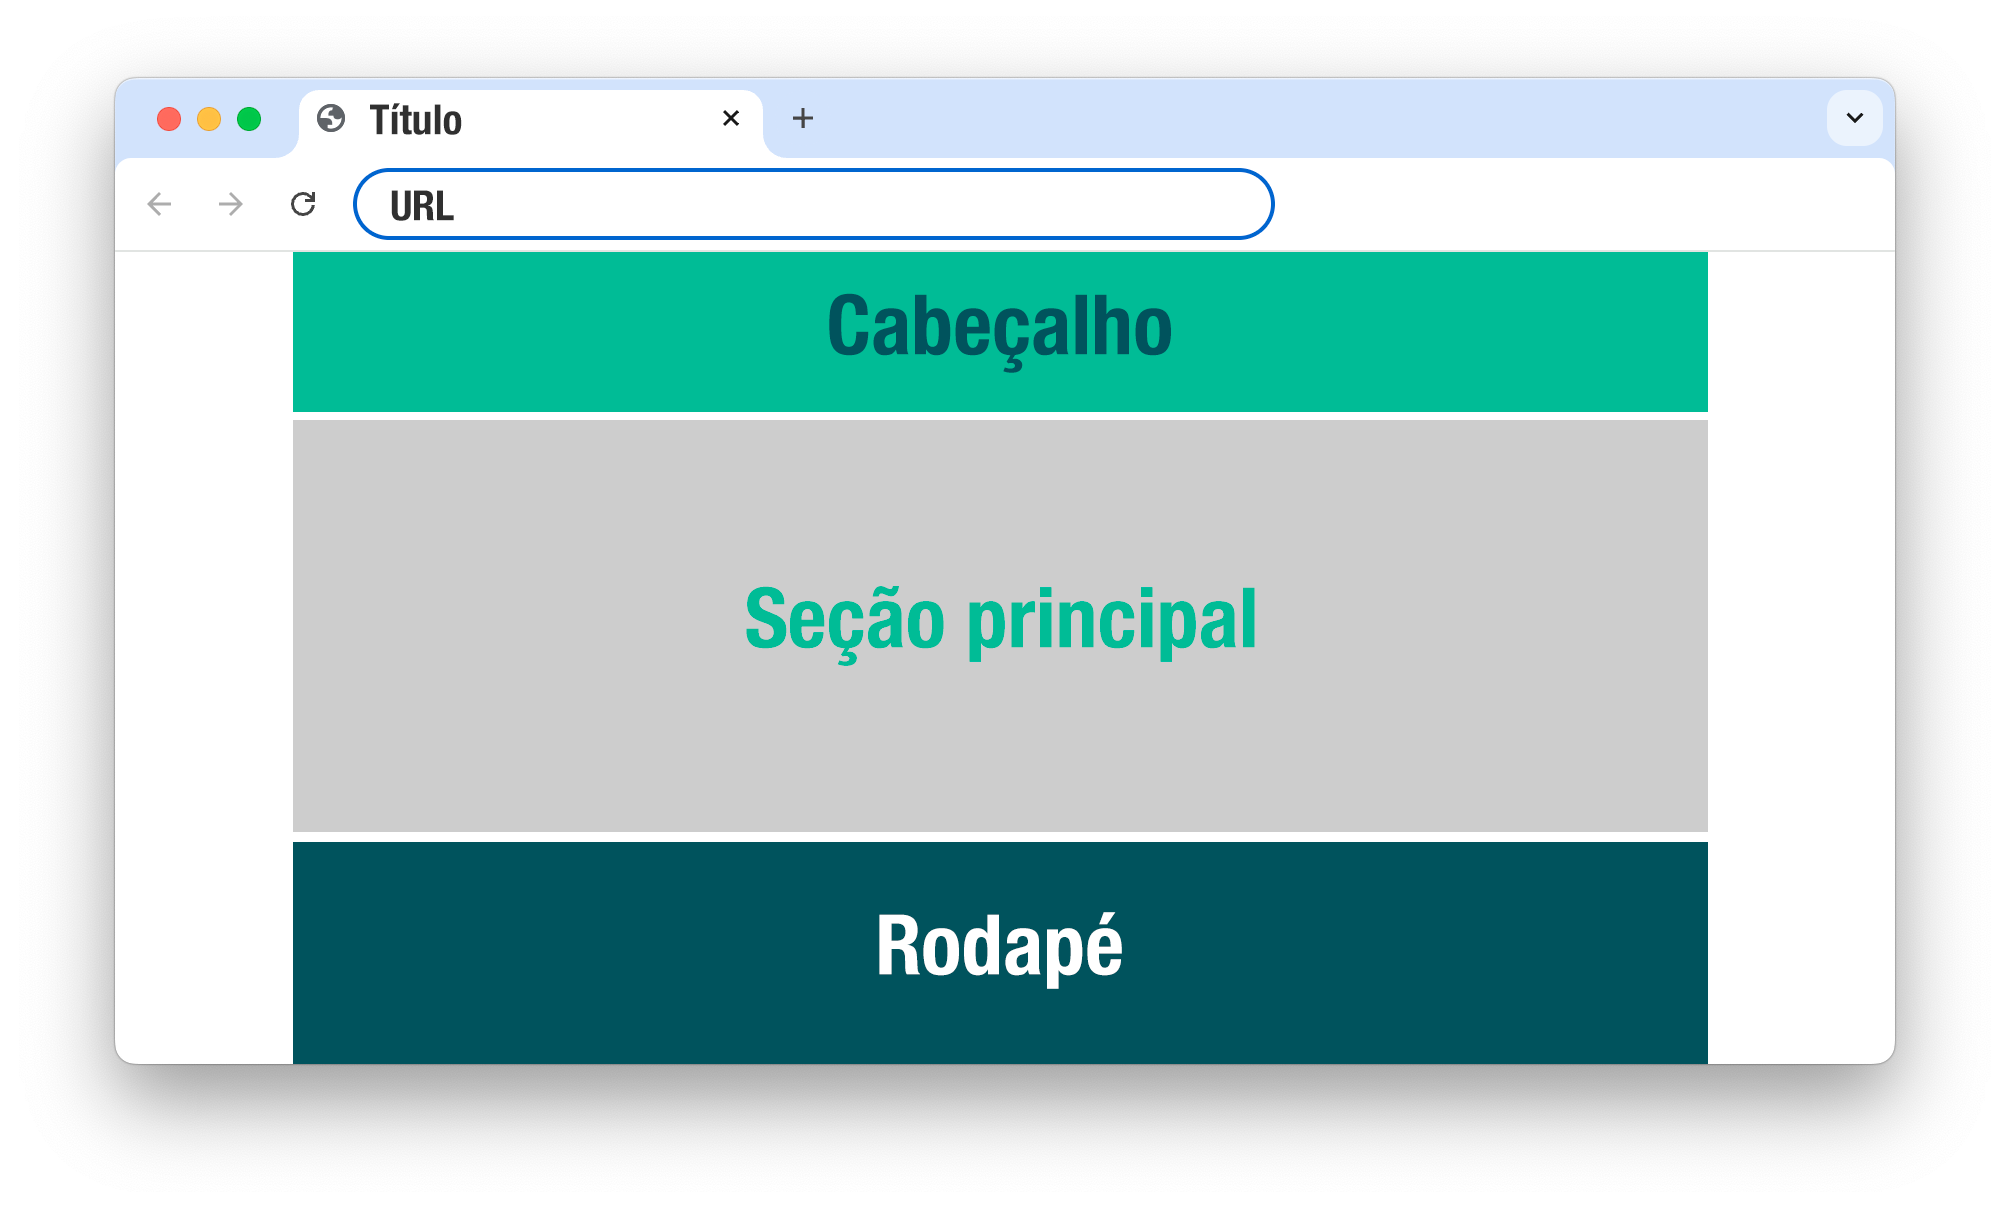 Título
URL
Cabeçalho
Seção principal
Rodapé